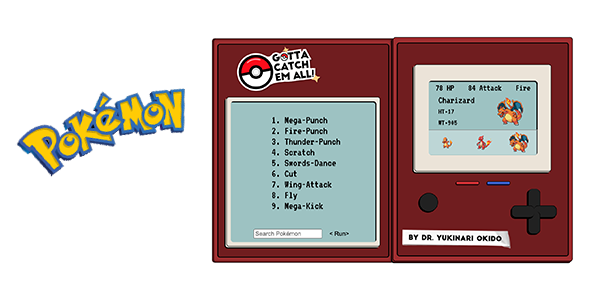 POKéMON
GOTTA
CATCH
'EM ALL!
1. Mega-Punch
2. Fire-Punch
3. Thunder-Punch
4. Scratch
5. Swords-Dance
6. Cut
7. Wing-Attack
8. Fly
9. Mega-Kick
Search Pokémon
< Run>
78 HP 84 Attack Fire
Charizard
HT-17
WT-905
BY DR. YUKINARI OKIDO